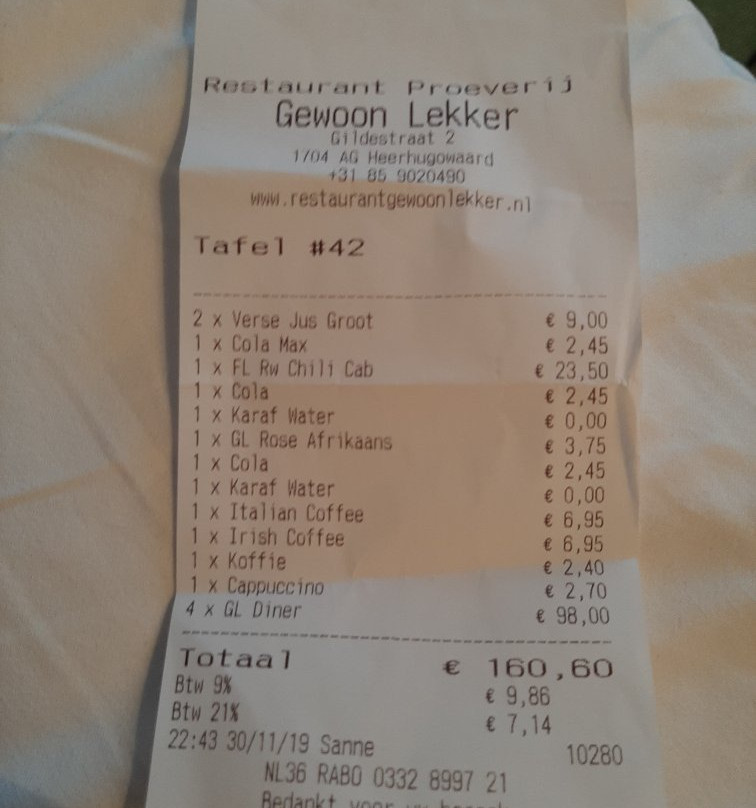 Restaurant Proeverij
Gewoon Lekker
Gildestraat 2
1704 AG Heerhugowaard
+31 85 9020490
www.restaurantgewoonlekker.nl
Tafel #42
2 x Verse Jus Groot € 9,00
1 x Cola Max € 2,45
1 x FL Rw Chili Cab € 23,50
1 x Cola € 2,45
1 x Karaf Water € 0,00
1 x GL Rose Afrikaans € 3,75
1 x Cola € 2,45
1 x Karaf Water € 0,00
1 x Italian Coffee € 6,95
1 x Irish Coffee € 6,95
1 x Koffie € 2,40
1 x Cappuccino € 2,70
4 x GL Diner € 98,00
Totaal € 160,60
Btw 9% € 9,86
Btw 21% € 7,14
22:43 30/11/19 Sanne 10280
NL36 RABO 0332 8997 21
Bedankt voor uw